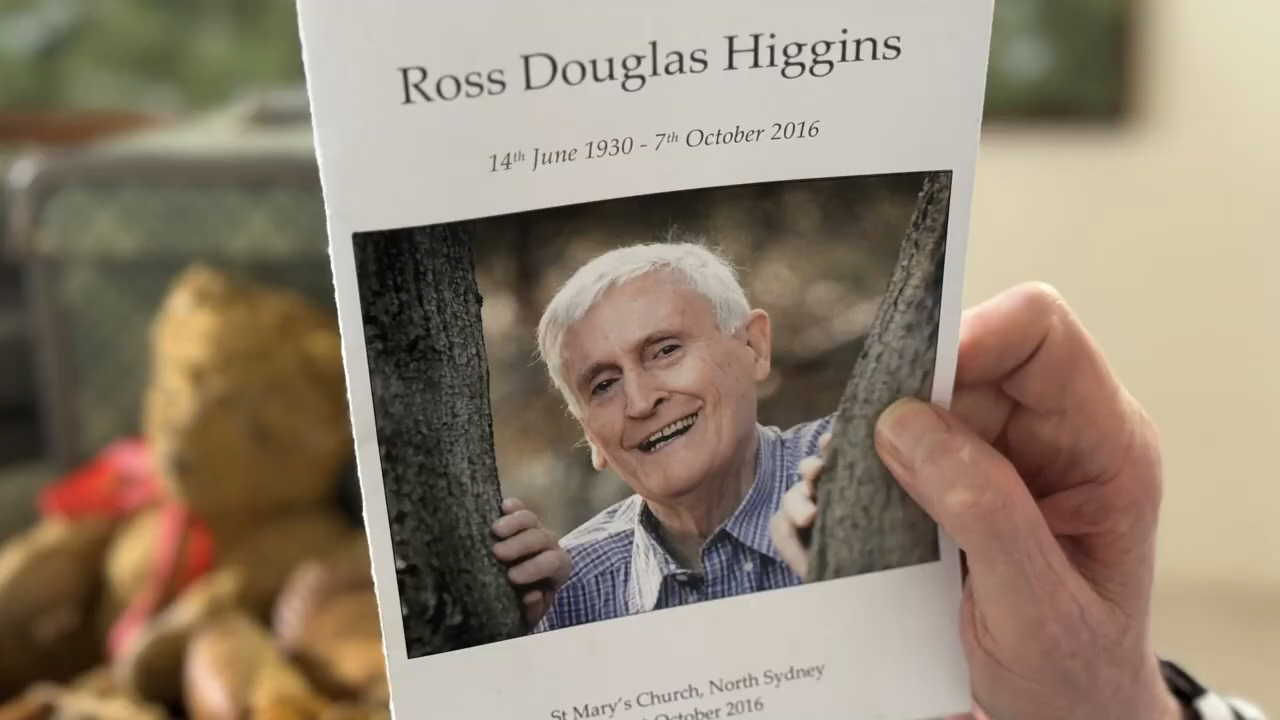 Ross Douglas Higgins
14th June 1930 - 7th October 2016
St Mary's Church, North Sydney
October 2016